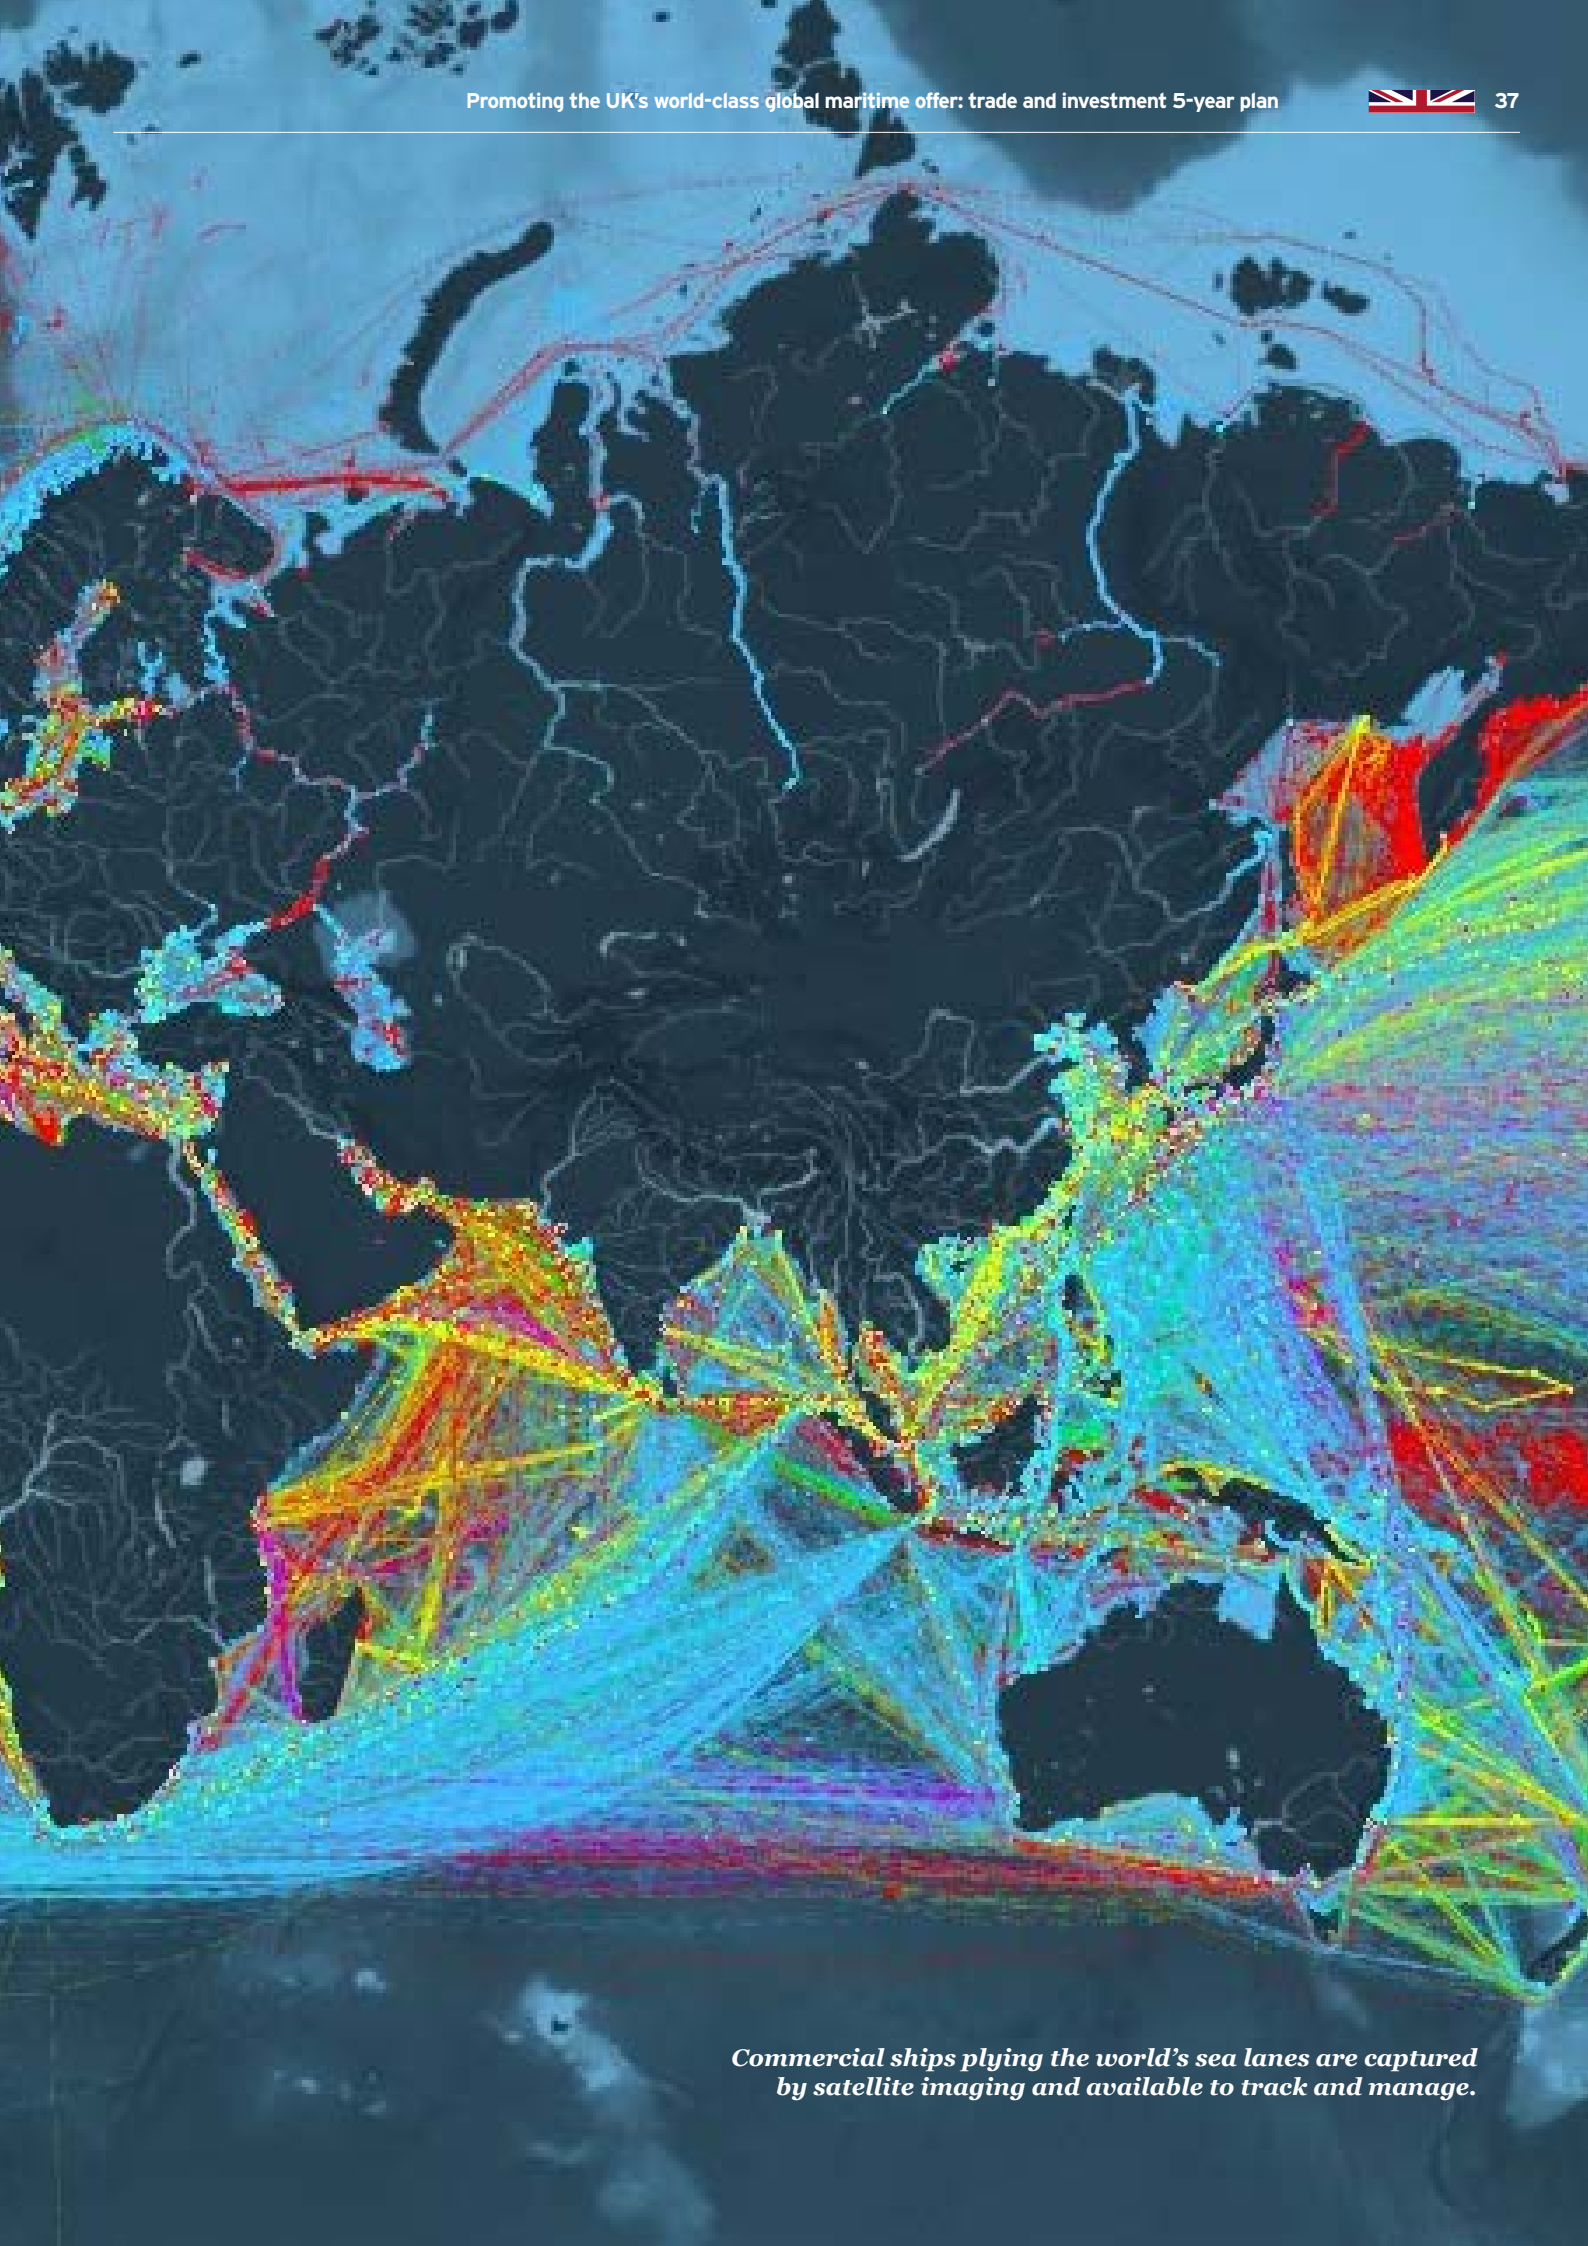 Promoting the UK's world-class global maritime offer: trade and investment 5-year plan 37
Commercial ships plying the world's sea lanes are captured
by satellite imaging and available to track and manage.